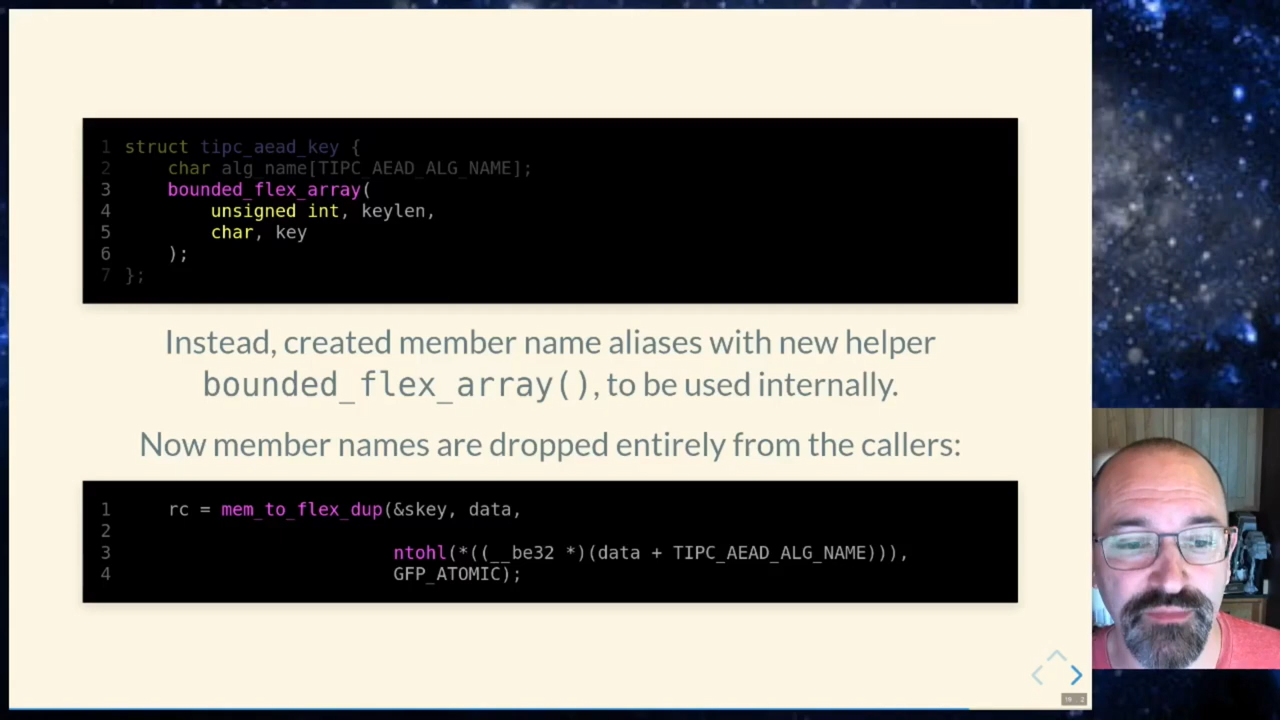 1 struct tipc_aead_key {
2     char alg_name[TIPC_AEAD_ALG_NAME];
3     bounded_flex_array(
4         unsigned int, keylen,
5         char, key
6     );
7 };
Instead, created member name aliases with new helper
bounded_flex_array(), to be used internally.
Now member names are dropped entirely from the callers:
1     rc = mem_to_flex_dup(&skey, data,
2
3                          ntohl(*((__be32 *)(data + TIPC_AEAD_ALG_NAME))),
4                          GFP_ATOMIC);